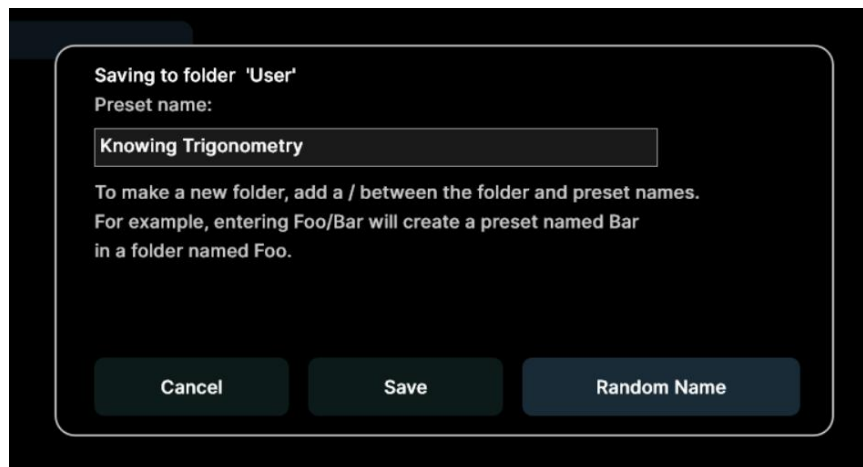 Saving to folder 'User'
Preset name:
Knowing Trigonometry
To make a new folder, add a / between the folder and preset names.
For example, entering Foo/Bar will create a preset named Bar
in a folder named Foo.
Cancel
Save
Random Name